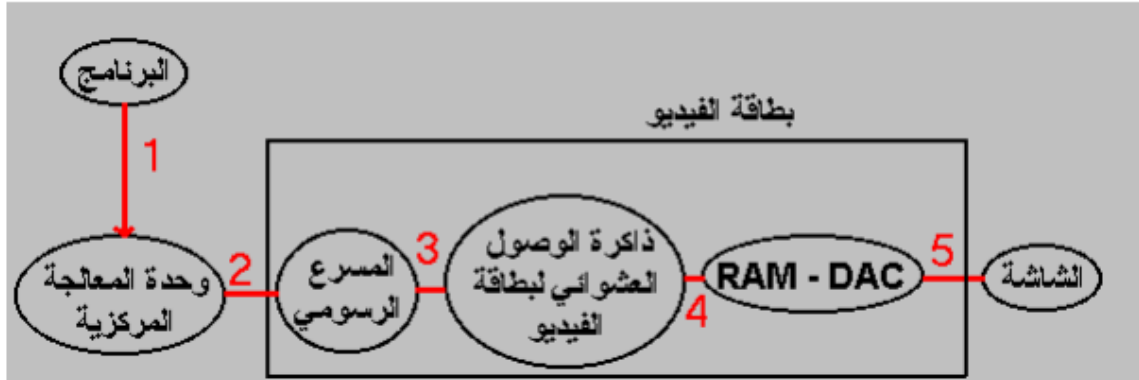 البرنامج
بطاقة الفيديو
1
وحدة المعالجة
المركزية
2
المسرع
الرسومي
3
ذاكرة الوصول
العشوائي لبطاقة
الفيديو
4
RAM - DAC
5
الشاشة